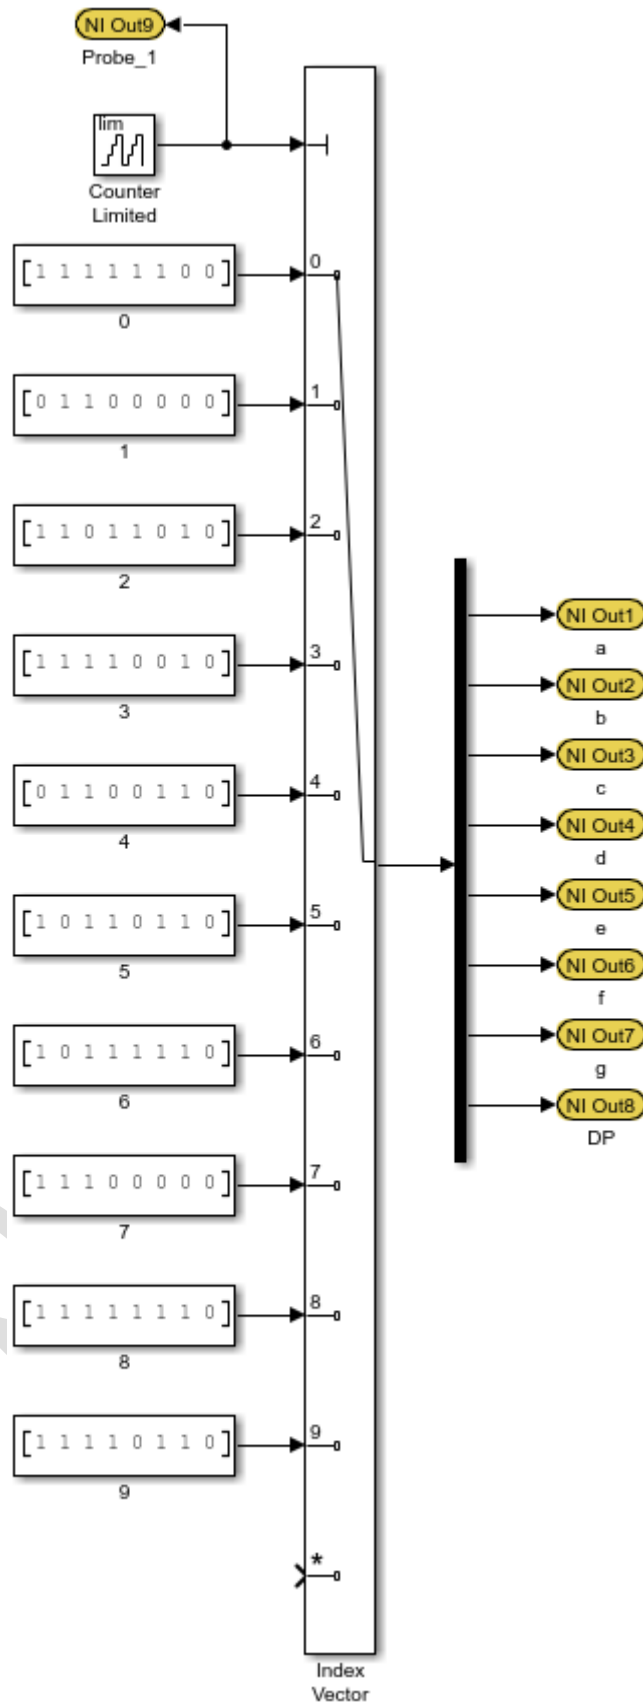 NI Out9
Probe_1
lim
Counter
Limited
[1 1 1 1 1 1 0 0]
0
0
[0 1 1 0 0 0 0 0]
1
1
[1 1 0 1 1 0 1 0]
2
2
[1 1 1 1 0 0 1 0]
3
3
[0 1 1 0 0 1 1 0]
4
4
[1 0 1 1 0 1 1 0]
5
5
[1 0 1 1 1 1 1 0]
6
6
[1 1 1 0 0 0 0 0]
7
7
[1 1 1 1 1 1 1 0]
8
8
[1 1 1 1 0 1 1 0]
9
9
*
Index
Vector
NI Out1
a
NI Out2
b
NI Out3
c
NI Out4
d
NI Out5
e
NI Out6
f
NI Out7
g
NI Out8
DP